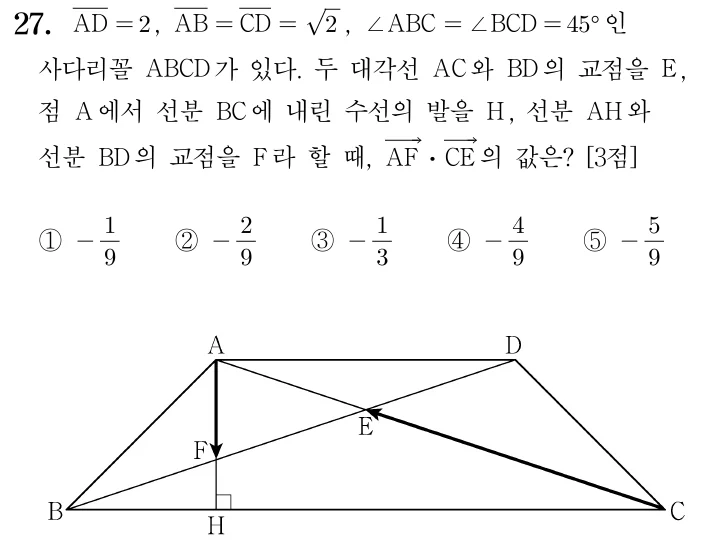 27. AD=2, AB=CD=√2, ∠ABC=∠BCD=45°인
사다리꼴 ABCD가 있다. 두 대각선 AC와 BD의 교점을 E,
점 A에서 선분 BC에 내린 수선의 발을 H, 선분 AH와
선분 BD의 교점을 F라 할 때, AF・CE의 값은? [3점]
① -1/9 ② -2/9 ③ -1/3 ④ -4/9 ⑤ -5/9
A D
E
F
B C
H